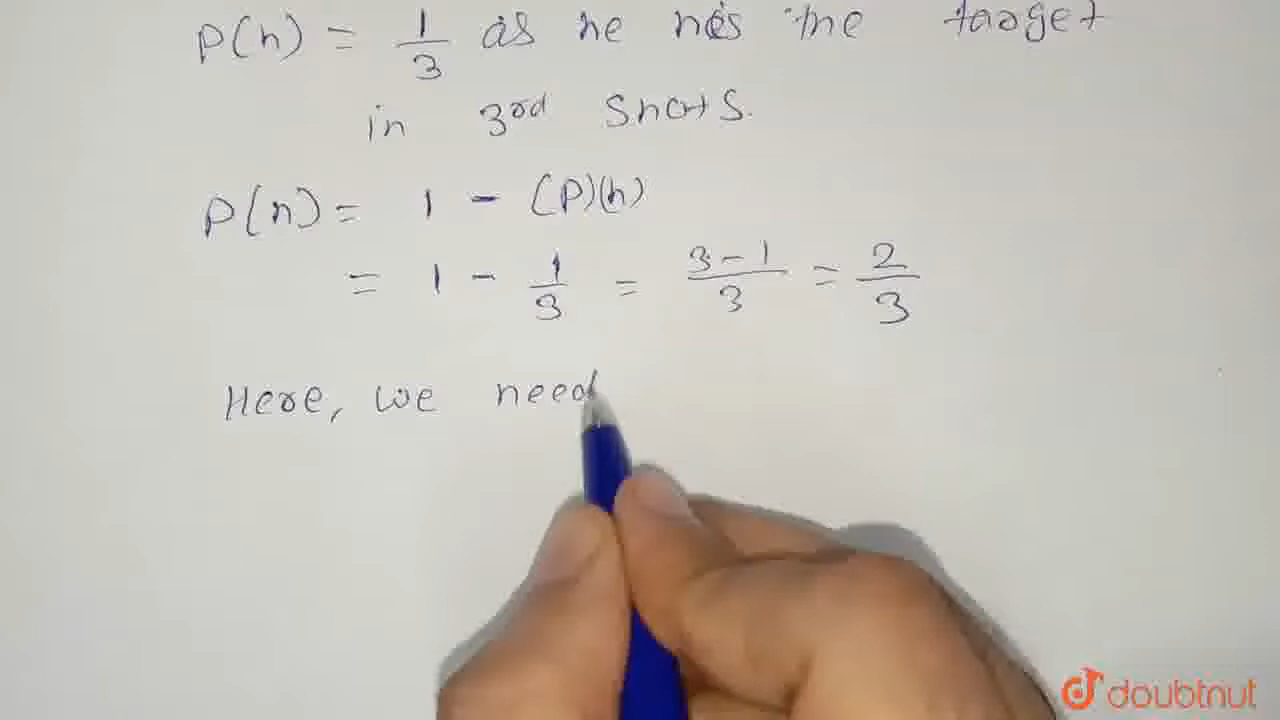 P(h) = 1/3 as he hits the target
in 3rd shots.
P(n) = 1 - (P)(h)
= 1 - 1/3 = 3-1/3 = 2/3
Here, we need
doubtnut